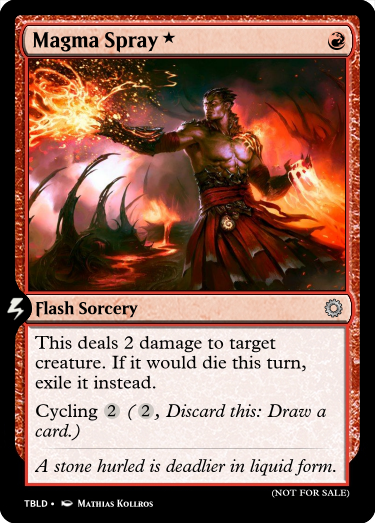 Magma Spray ★
Flash Sorcery
This deals 2 damage to target
creature. If it would die this turn,
exile it instead.
Cycling 2 (2, Discard this: Draw a
card.)
A stone hurled is deadlier in liquid form.
(NOT FOR SALE)
TBLD • Mathias Kollros